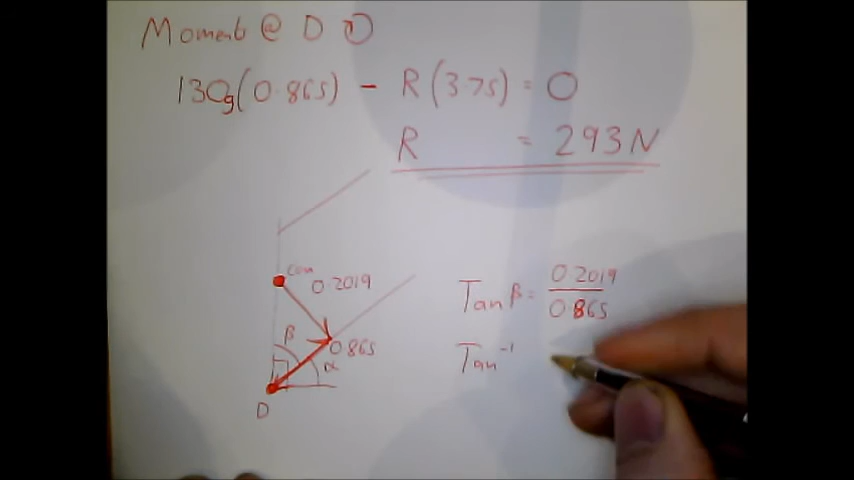 Moments @ D ↻
130g(0.865) - R(3.75) = 0
R = 293N
COM
0.2019
β
0.865
α
D
Tan β = 0.2019 / 0.865
Tan⁻¹